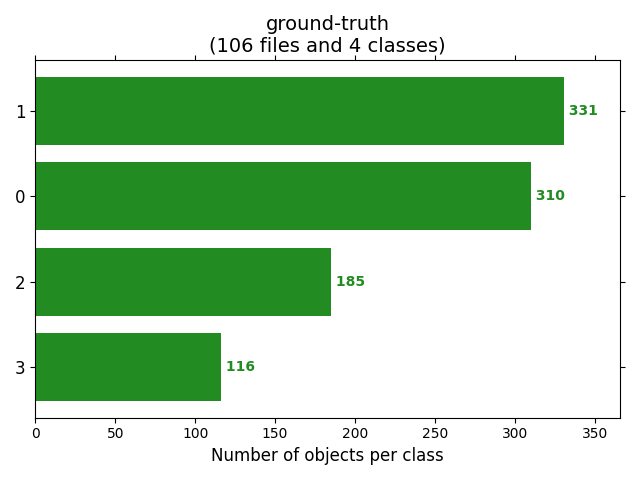 ground-truth
(106 files and 4 classes)
1 331
0 310
2 185
3 116
0 50 100 150 200 250 300 350
Number of objects per class